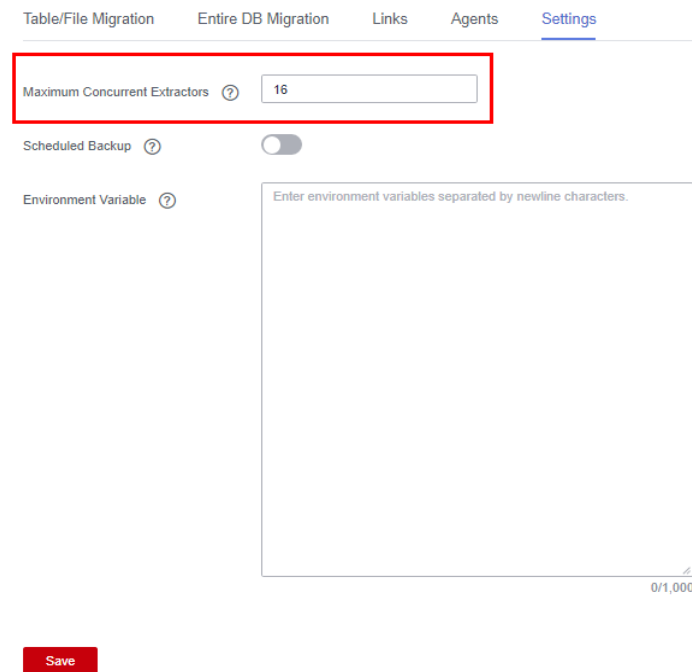 Table/File Migration Entire DB Migration Links Agents Settings
Maximum Concurrent Extractors ? 16
Scheduled Backup ?
Environment Variable ? Enter environment variables separated by newline characters.
0/1,000
Save